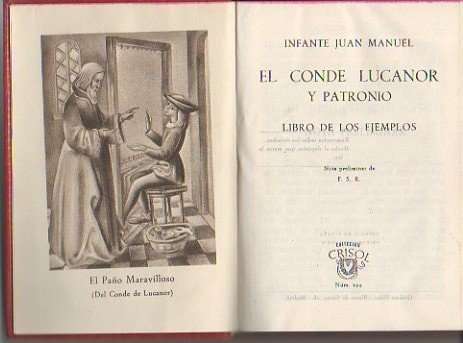 El Paño Maravilloso
(Del Conde de Lucanor)
INFANTE JUAN MANUEL
EL CONDE LUCANOR
Y PATRONIO
LIBRO DE LOS EJEMPLOS
Nota preliminar de
F. S. R.
COLECCIÓN
CRISOL
Núm.